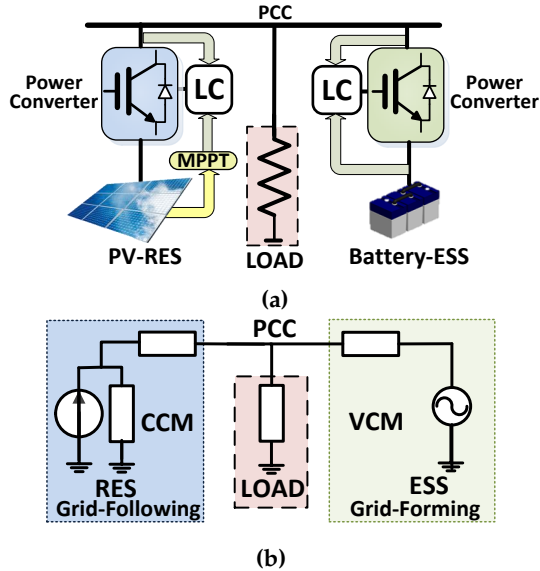 PCC
Power
Converter
LC
LC
Power
Converter
MPPT
PV-RES
LOAD
Battery-ESS
(a)
PCC
CCM
VCM
RES
Grid-Following
LOAD
ESS
Grid-Forming
(b)